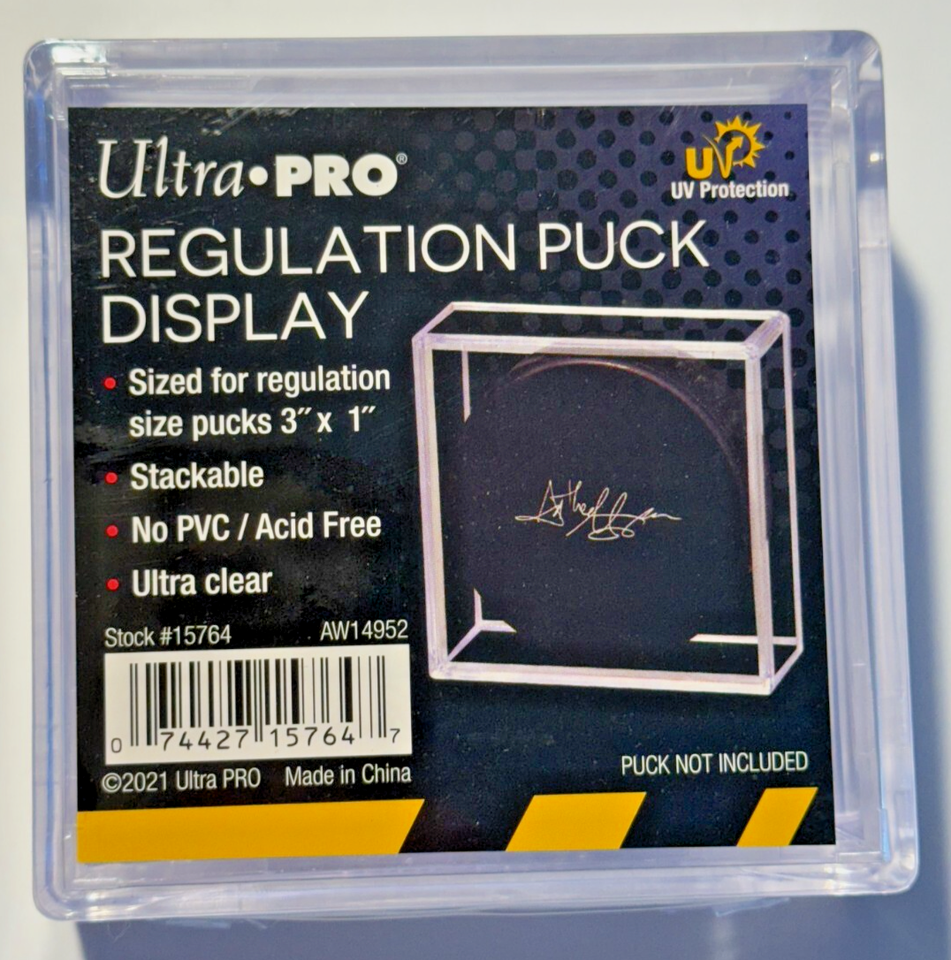 Ultra•PRO®
UV
UV Protection
REGULATION PUCK
DISPLAY
• Sized for regulation
size pucks 3″ x 1″
• Stackable
• No PVC / Acid Free
• Ultra clear
Stock #15764 AW14952
0 74427 15764 7
©2021 Ultra PRO Made in China
PUCK NOT INCLUDED